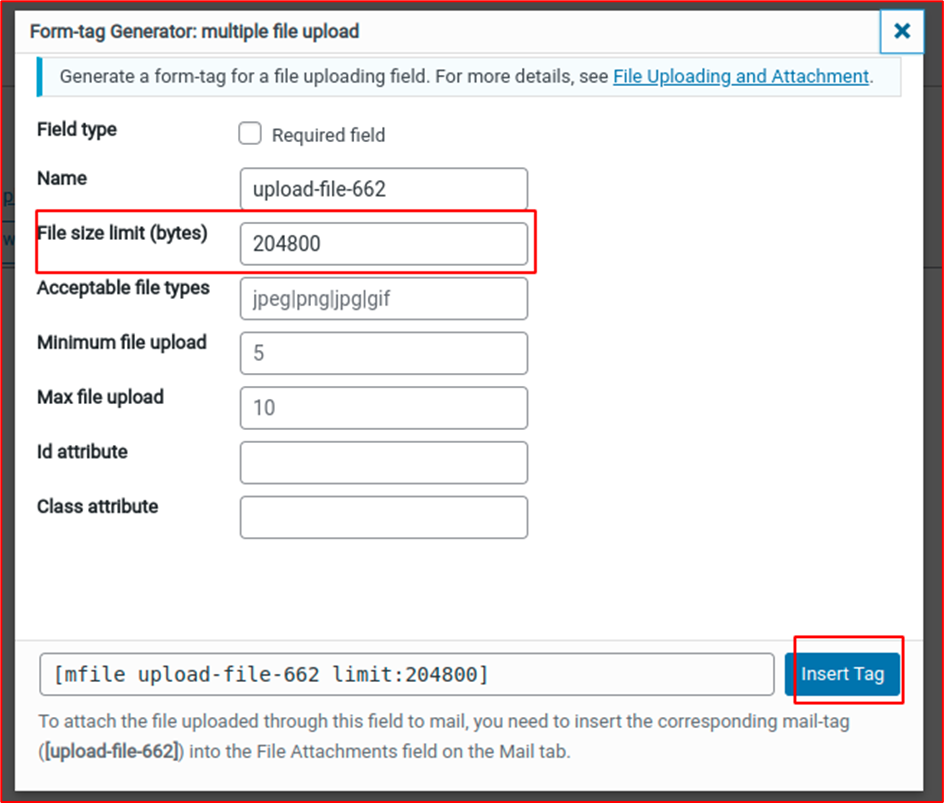 Form-tag Generator: multiple file upload
Generate a form-tag for a file uploading field. For more details, see File Uploading and Attachment.
Field type
Required field
Name
upload-file-662
File size limit (bytes)
204800
Acceptable file types
jpeg|png|jpg|gif
Minimum file upload
5
Max file upload
10
Id attribute
Class attribute
[mfile upload-file-662 limit:204800]
Insert Tag
To attach the file uploaded through this field to mail, you need to insert the corresponding mail-tag
([upload-file-662]) into the File Attachments field on the Mail tab.